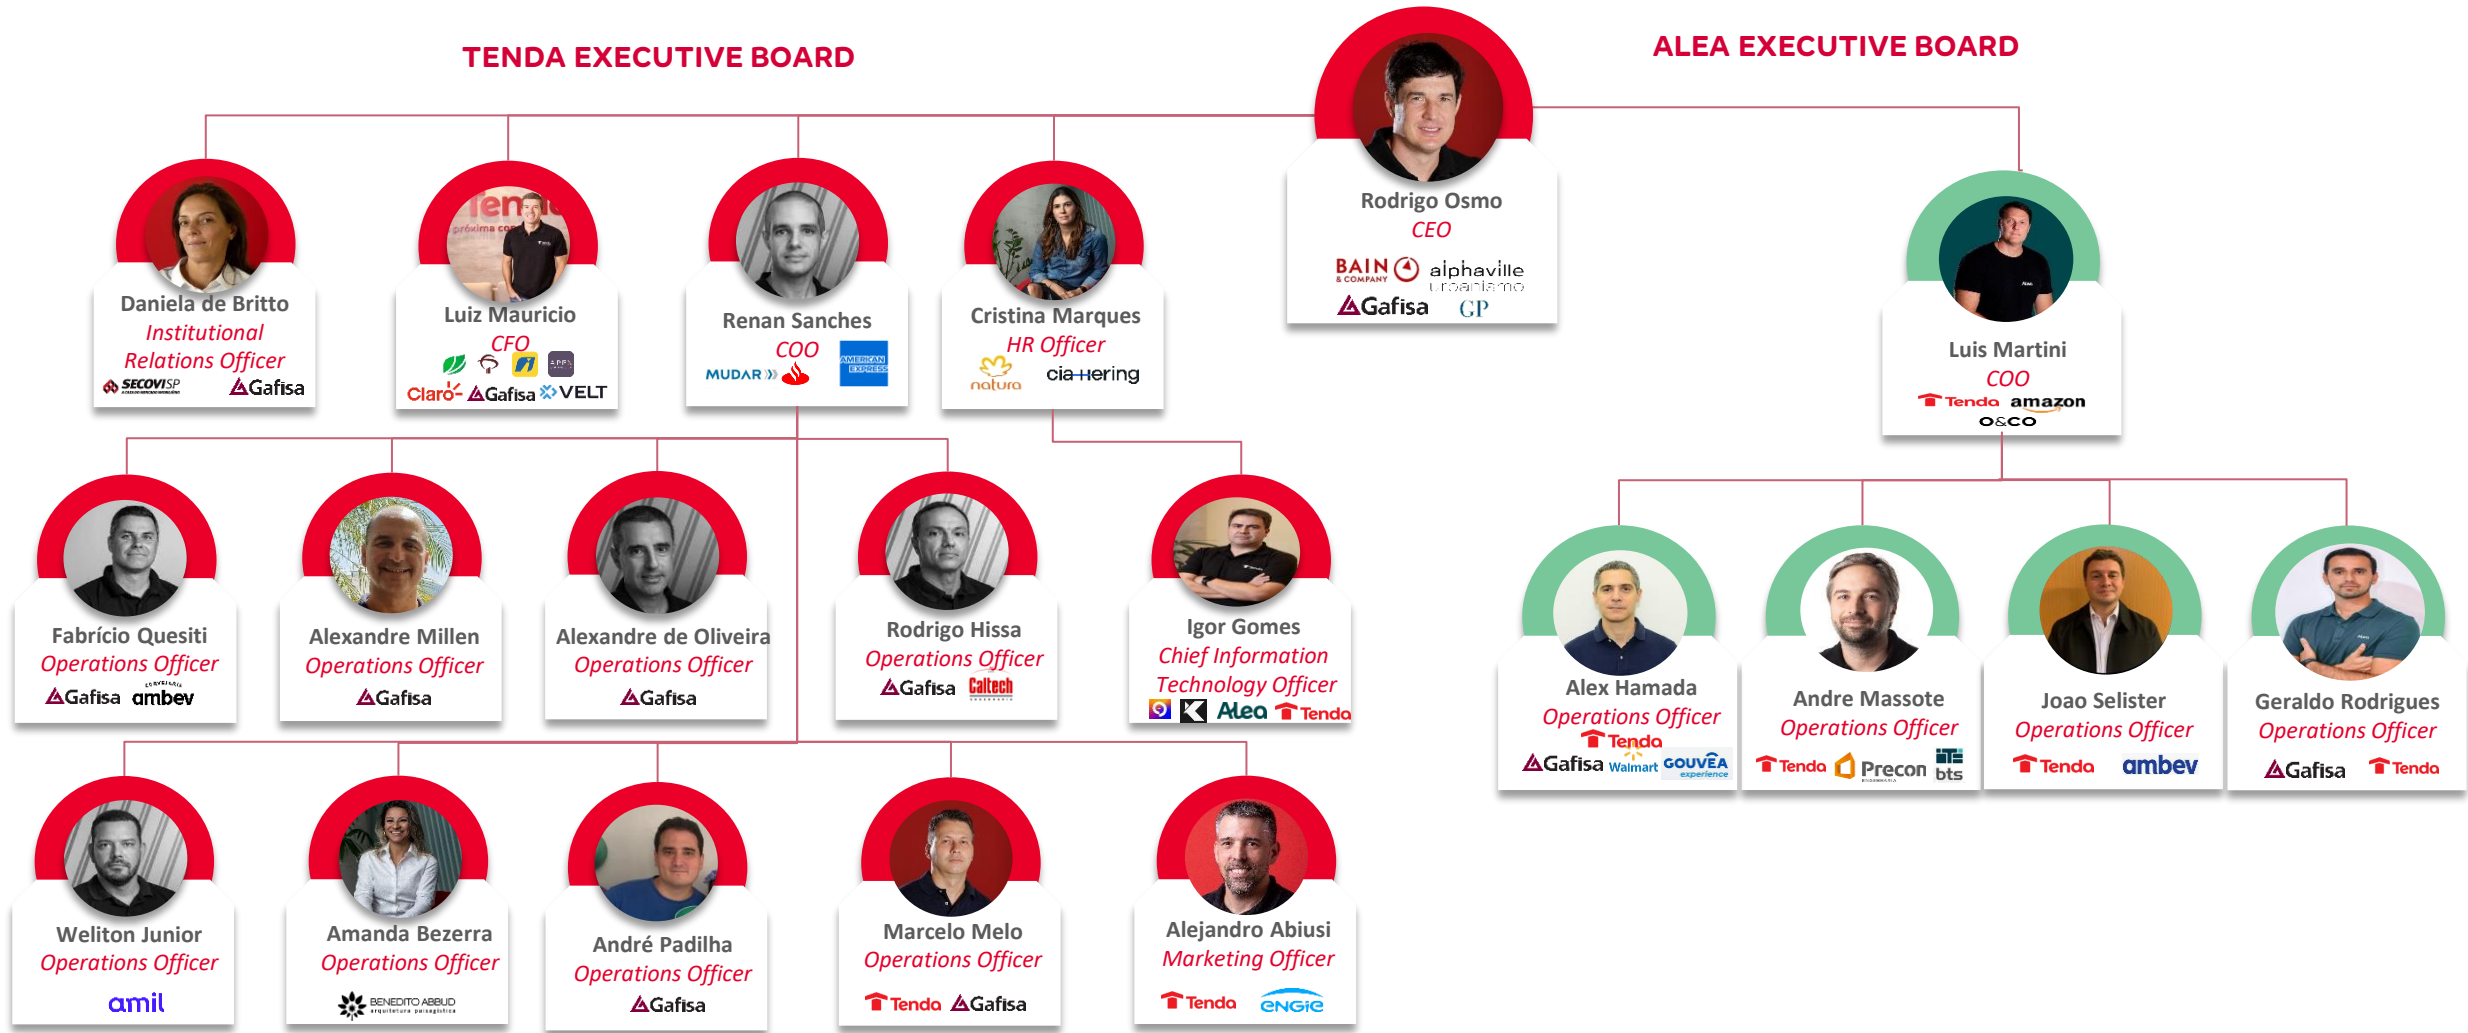 TENDA EXECUTIVE BOARD
ALEA EXECUTIVE BOARD
Rodrigo Osmo
CEO
BAIN
& COMPANY
alphaville
urbanismo
Gafisa
GP
Daniela de Britto
Institutional
Relations Officer
SECOVISP
Gafisa
Luiz Mauricio
CFO
Claro
Gafisa
VELT
Renan Sanches
COO
MUDAR
AMERICAN
EXPRESS
Cristina Marques
HR Officer
natura
ciahering
Luis Martini
COO
Tenda amazon
O&CO
Fabrício Quesiti
Operations Officer
Gafisa
CERVEJARIA
ambev
Alexandre Millen
Operations Officer
Gafisa
Alexandre de Oliveira
Operations Officer
Gafisa
Rodrigo Hissa
Operations Officer
Gafisa
Caltech
Igor Gomes
Chief Information
Technology Officer
Alea
Tenda
Alex Hamada
Operations Officer
Tenda
Gafisa
Walmart
GOUVÊA
experience
Andre Massote
Operations Officer
Tenda
Precon
ENGENHARIA
bts
Joao Selister
Operations Officer
Tenda
ambev
Geraldo Rodrigues
Operations Officer
Gafisa
Tenda
Weliton Junior
Operations Officer
amil
Amanda Bezerra
Operations Officer
BENEDITO ABBUD
arquitetura paisagística
André Padilha
Operations Officer
Gafisa
Marcelo Melo
Operations Officer
Tenda
Gafisa
Alejandro Abiusi
Marketing Officer
Tenda
ENGIE